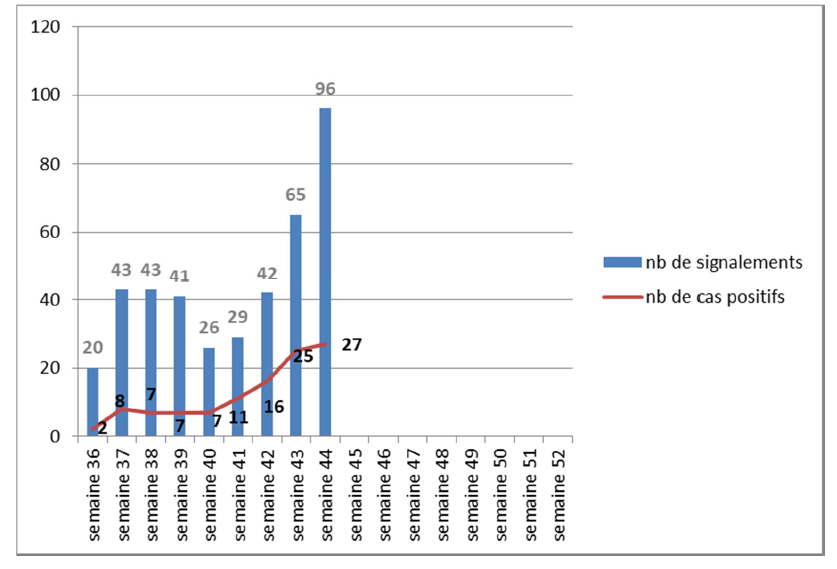 120
100
80
60
40
20
0
20
43
43
41
26
29
42
65
96
2
8
7
7
7
11
16
25
27
semaine 36
semaine 37
semaine 38
semaine 39
semaine 40
semaine 41
semaine 42
semaine 43
semaine 44
semaine 45
semaine 46
semaine 47
semaine 48
semaine 49
semaine 50
semaine 51
semaine 52
nb de signalements
nb de cas positifs